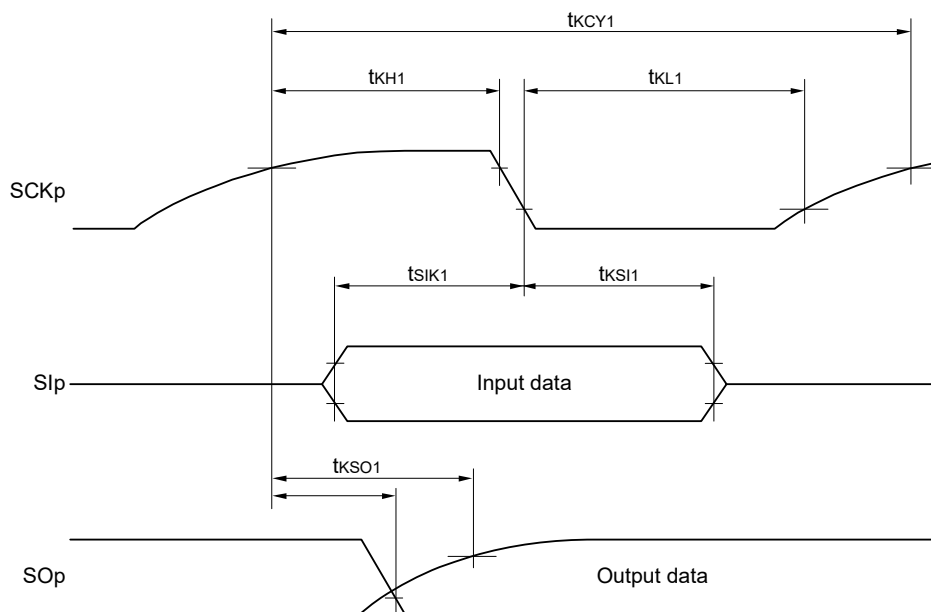 tKCY1
tKH1
tKL1
SCKp
tSIK1
tKSI1
SIp
Input data
tKSO1
SOp
Output data